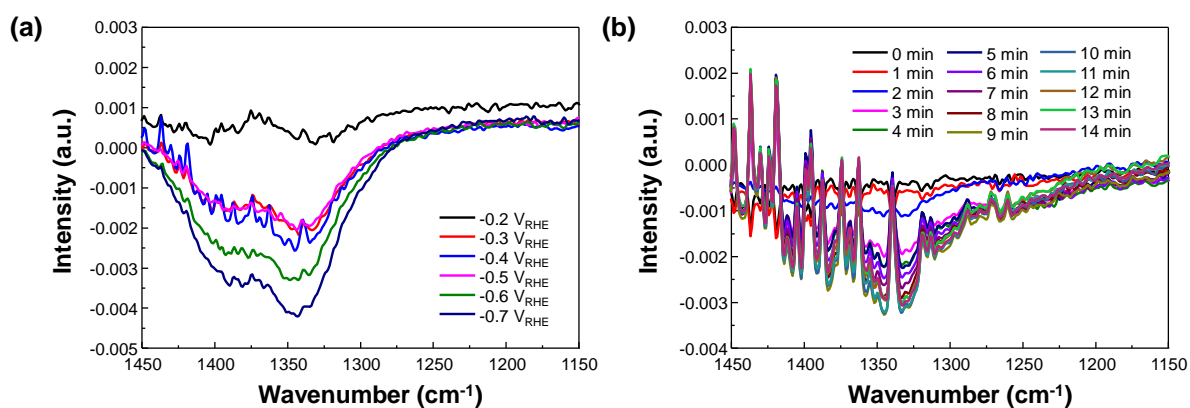 (a)
0.003
0.002
0.001
0.000
-0.001
-0.002
-0.003
-0.004
-0.005
1450 1400 1350 1300 1250 1200 1150
Intensity (a.u.)
Wavenumber (cm⁻¹)
-0.2 V_RHE
-0.3 V_RHE
-0.4 V_RHE
-0.5 V_RHE
-0.6 V_RHE
-0.7 V_RHE
(b)
0.003
0.002
0.001
0.000
-0.001
-0.002
-0.003
-0.004
1450 1400 1350 1300 1250 1200 1150
Intensity (a.u.)
Wavenumber (cm⁻¹)
0 min 5 min 10 min
1 min 6 min 11 min
2 min 7 min 12 min
3 min 8 min 13 min
4 min 9 min 14 min